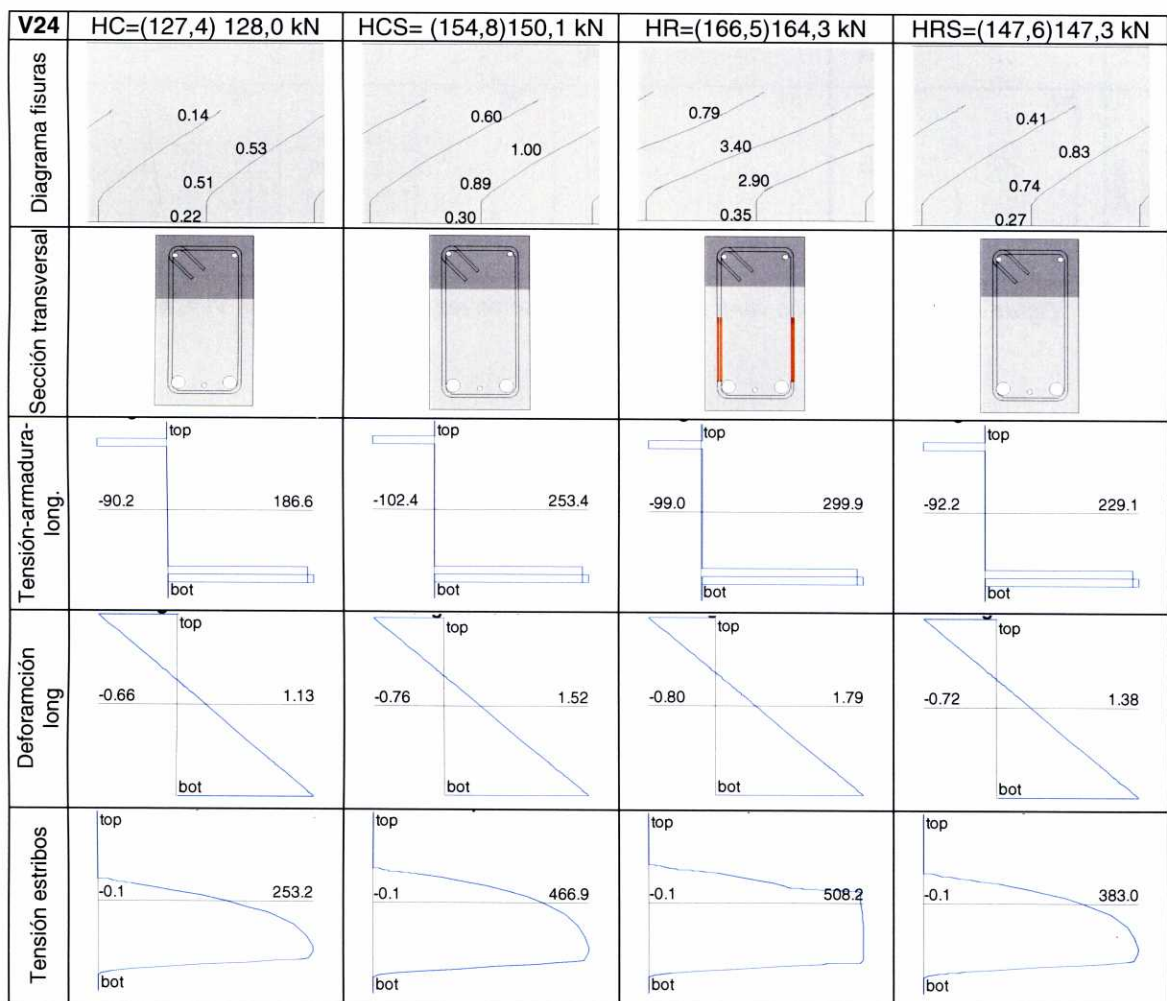 V24 HC=(127,4) 128,0 kN HCS= (154,8)150,1 kN HR=(166,5)164,3 kN HRS=(147,6)147,3 kN
Diagrama fisuras
0.14
0.53
0.51
0.22
0.60
1.00
0.89
0.30
0.79
3.40
2.90
0.35
0.41
0.83
0.74
0.27
Sección transversal
Tensión-armadura-
long.
top
-90.2 186.6
bot
top
-102.4 253.4
bot
top
-99.0 299.9
bot
top
-92.2 229.1
bot
Deforamción
long
top
-0.66 1.13
bot
top
-0.76 1.52
bot
top
-0.80 1.79
bot
top
-0.72 1.38
bot
Tensión estribos
top
-0.1 253.2
bot
top
-0.1 466.9
bot
top
-0.1 508.2
bot
top
-0.1 383.0
bot